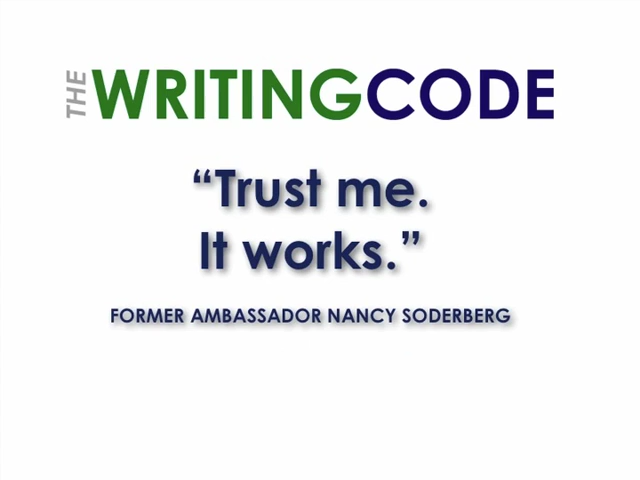 THE WRITINGCODE
“Trust me.
It works.”
FORMER AMBASSADOR NANCY SODERBERG